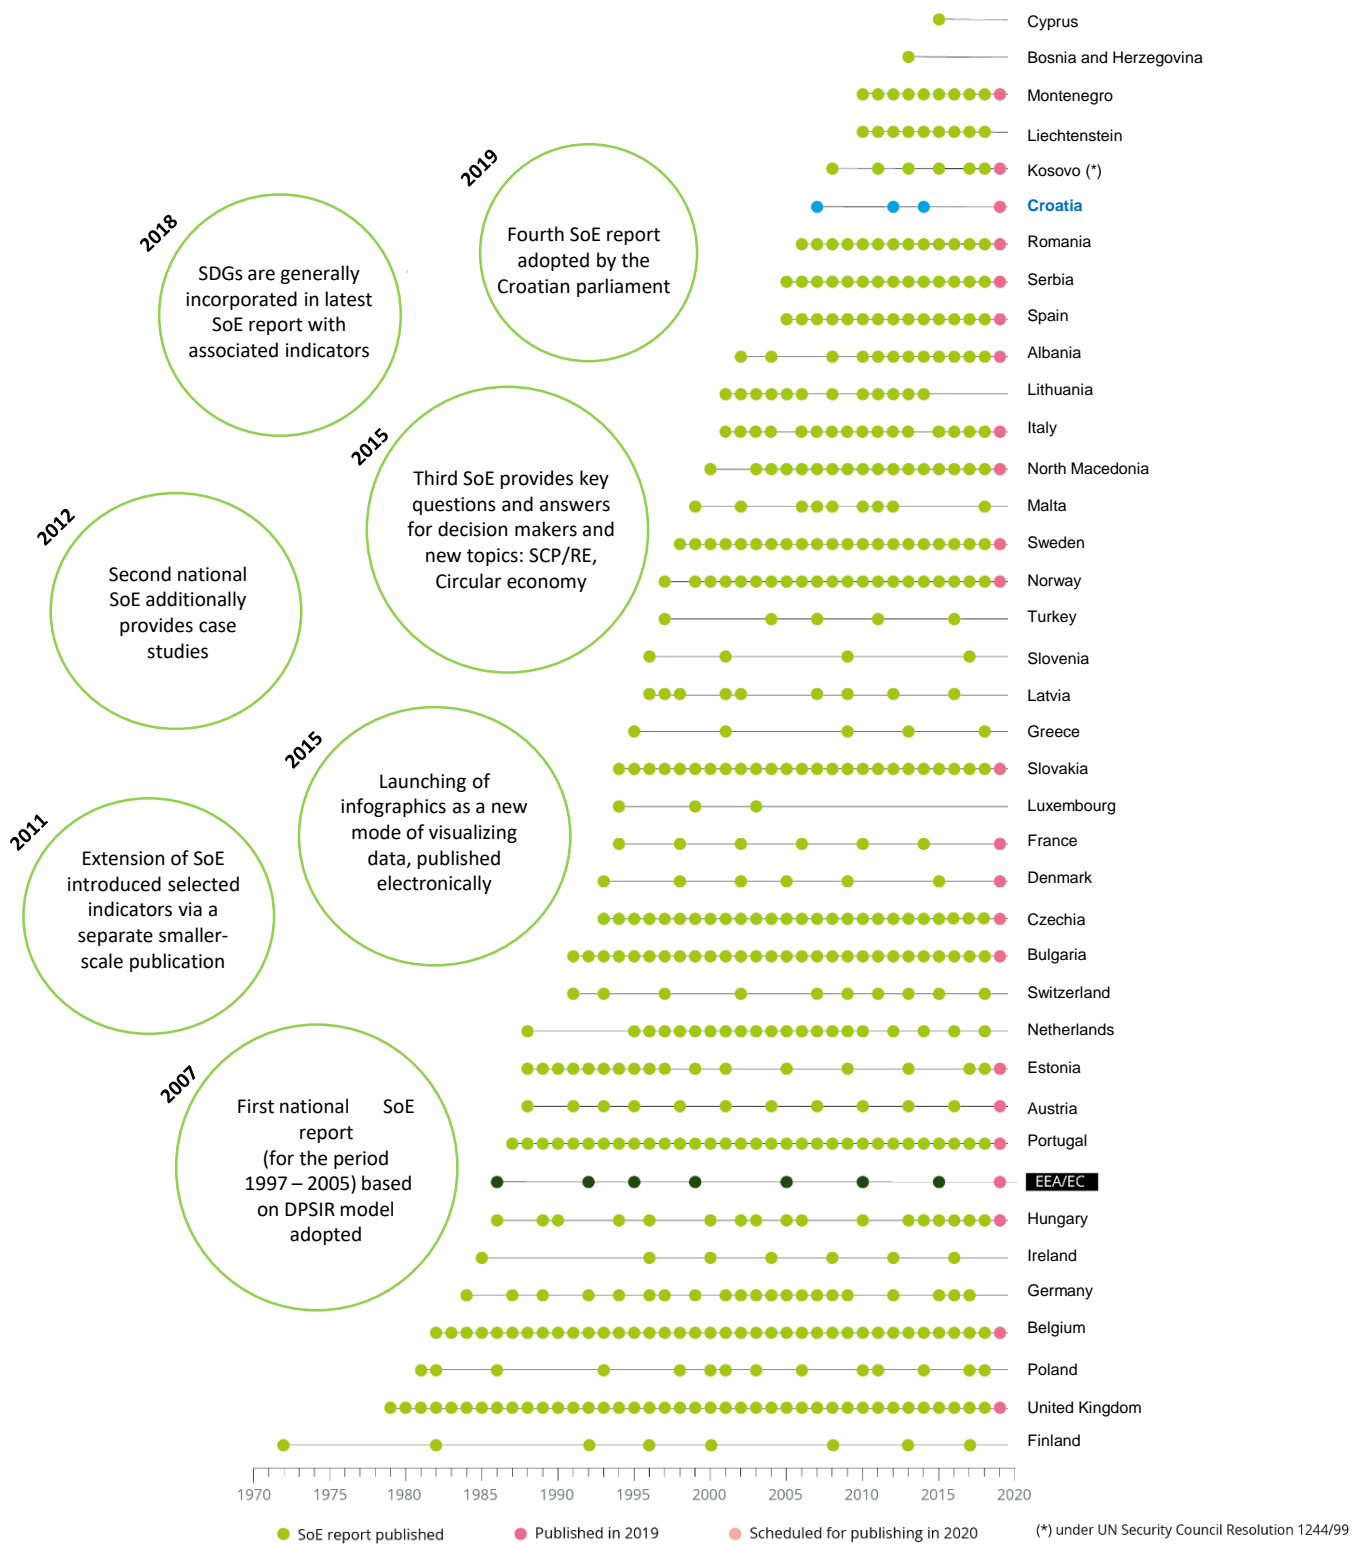 2019
Fourth SoE report
adopted by the
Croatian parliament
2018
SDGs are generally
incorporated in latest
SoE report with
associated indicators
2015
Third SoE provides key
questions and answers
for decision makers and
new topics: SCP/RE,
Circular economy
2012
Second national
SoE additionally
provides case
studies
2015
Launching of
infographics as a new
mode of visualizing
data, published
electronically
2011
Extension of SoE
introduced selected
indicators via a
separate smaller-
scale publication
2007
First national SoE
report
(for the period
1997 – 2005) based
on DPSIR model
adopted
Cyprus
Bosnia and Herzegovina
Montenegro
Liechtenstein
Kosovo (*)
Croatia
Romania
Serbia
Spain
Albania
Lithuania
Italy
North Macedonia
Malta
Sweden
Norway
Turkey
Slovenia
Latvia
Greece
Slovakia
Luxembourg
France
Denmark
Czechia
Bulgaria
Switzerland
Netherlands
Estonia
Austria
Portugal
EEA/EC
Hungary
Ireland
Germany
Belgium
Poland
United Kingdom
Finland
1970 1975 1980 1985 1990 1995 2000 2005 2010 2015 2020
SoE report published Published in 2019 Scheduled for publishing in 2020 (*) under UN Security Council Resolution 1244/99